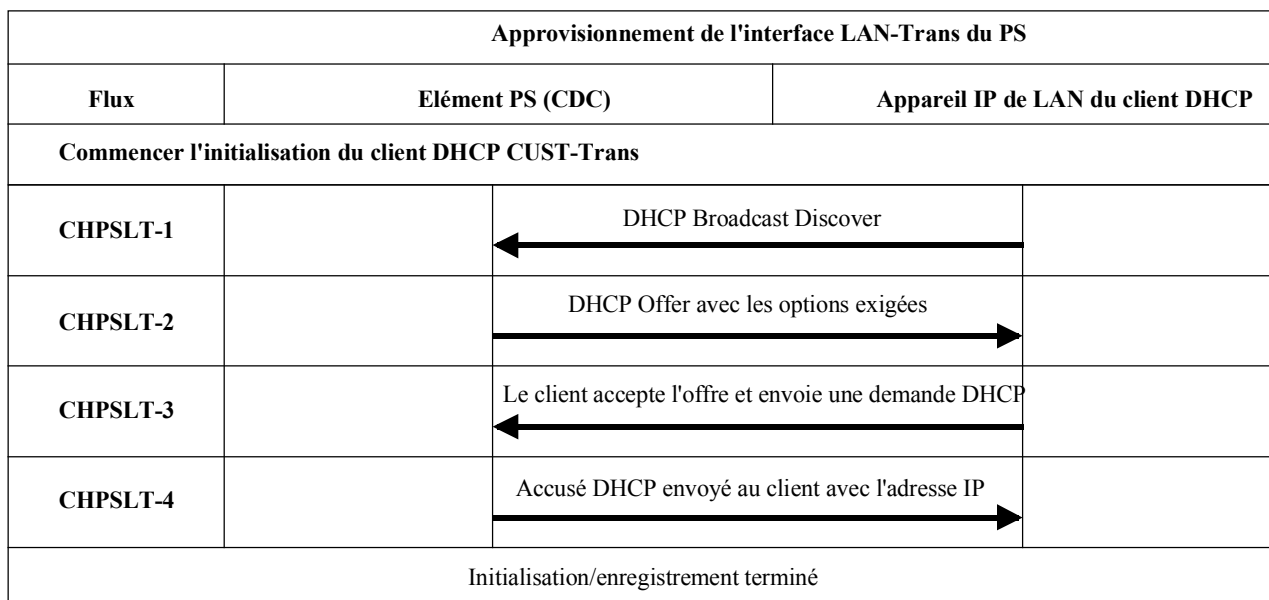 Approvisionnement de l'interface LAN-Trans du PS
Flux
Elément PS (CDC)
Appareil IP de LAN du client DHCP
Commencer l'initialisation du client DHCP CUST-Trans
CHPSLT-1
DHCP Broadcast Discover
CHPSLT-2
DHCP Offer avec les options exigées
CHPSLT-3
Le client accepte l'offre et envoie une demande DHCP
CHPSLT-4
Accusé DHCP envoyé au client avec l'adresse IP
Initialisation/enregistrement terminé